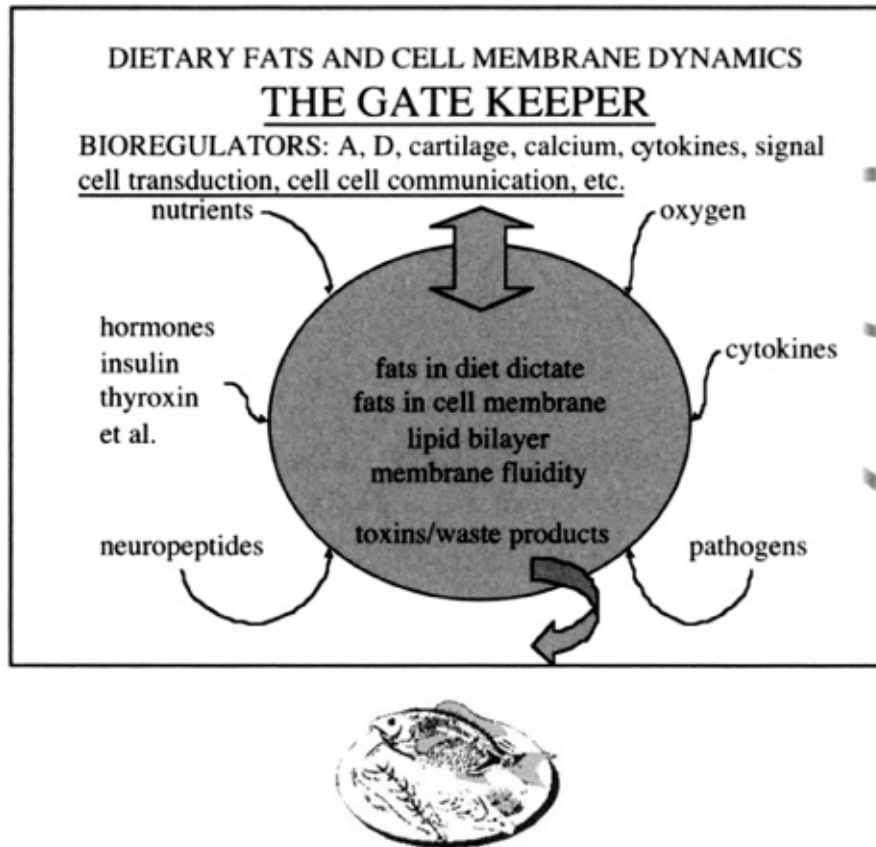 DIETARY FATS AND CELL MEMBRANE DYNAMICS
THE GATE KEEPER
BIOREGULATORS: A, D, cartilage, calcium, cytokines, signal
cell transduction, cell cell communication, etc.
nutrients
oxygen
hormones
insulin
thyroxin
et al.
cytokines
fats in diet dictate
fats in cell membrane
lipid bilayer
membrane fluidity
toxins/waste products
neuropeptides
pathogens